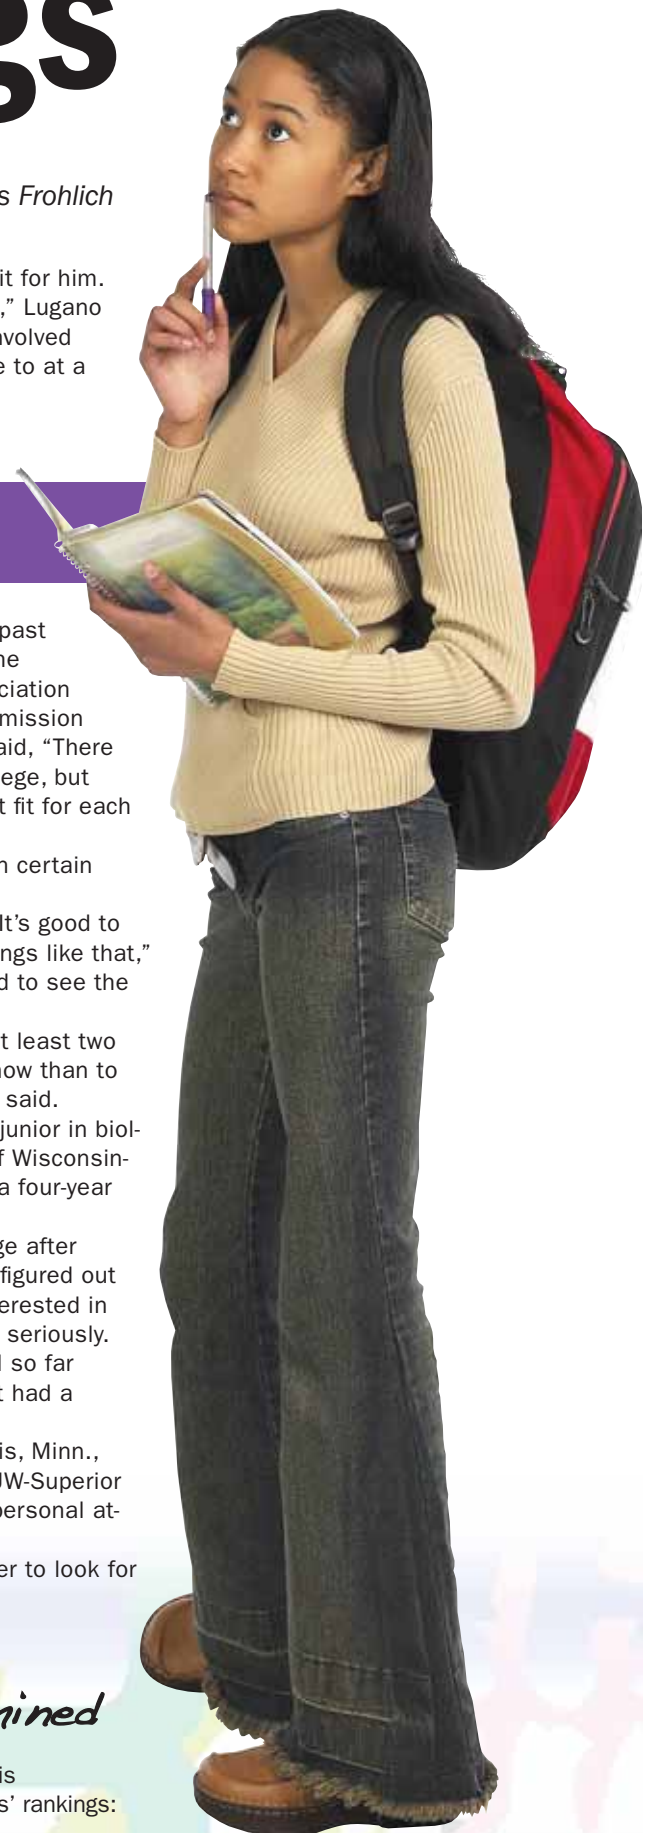 gs
s Frohlich
it for him.
,” Lugano
nvolved
e to at a
past
ne
ciation
mission
aid, “There
ege, but
t fit for each
n certain
It’s good to
ngs like that,”
d to see the
t least two
now than to
said.
junior in biol-
f Wisconsin-
a four-year
ge after
figured out
terested in
seriously.
l so far
t had a
is, Minn.,
UW-Superior
personal at-
er to look for
nined
is
s’ rankings: